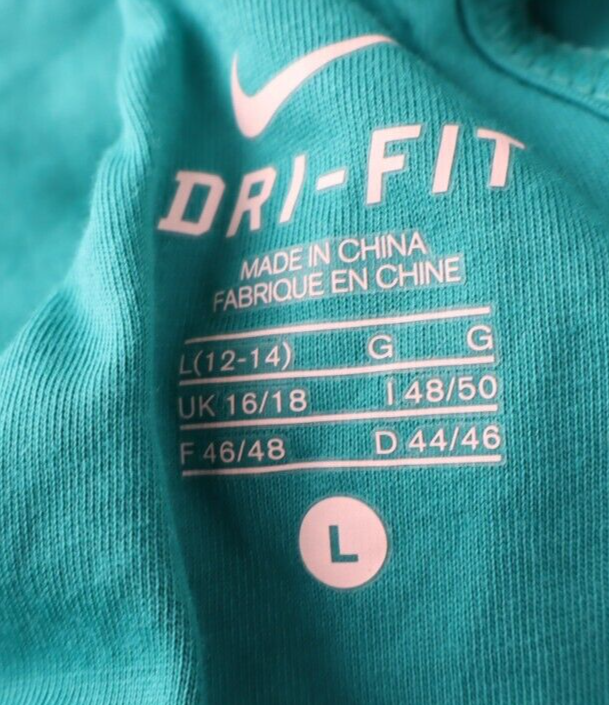 DRI-FIT
MADE IN CHINA
FABRIQUE EN CHINE
L(12-14) G G
UK 16/18 I 48/50
F 46/48 D 44/46
L